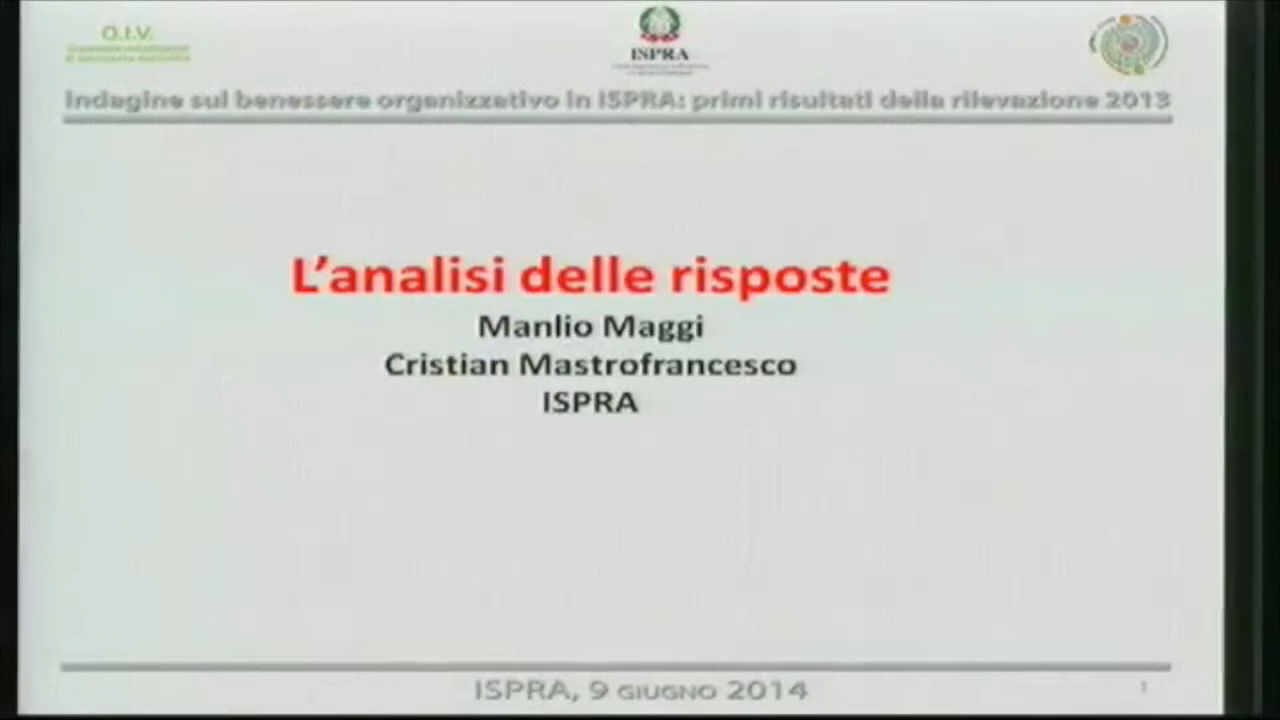 O.I.V.
ISPRA
Indagine sul benessere organizzativo in ISPRA: primi risultati della rilevazione 2013
L'analisi delle risposte
Manlio Maggi
Cristian Mastrofrancesco
ISPRA
ISPRA, 9 GIUGNO 2014
1